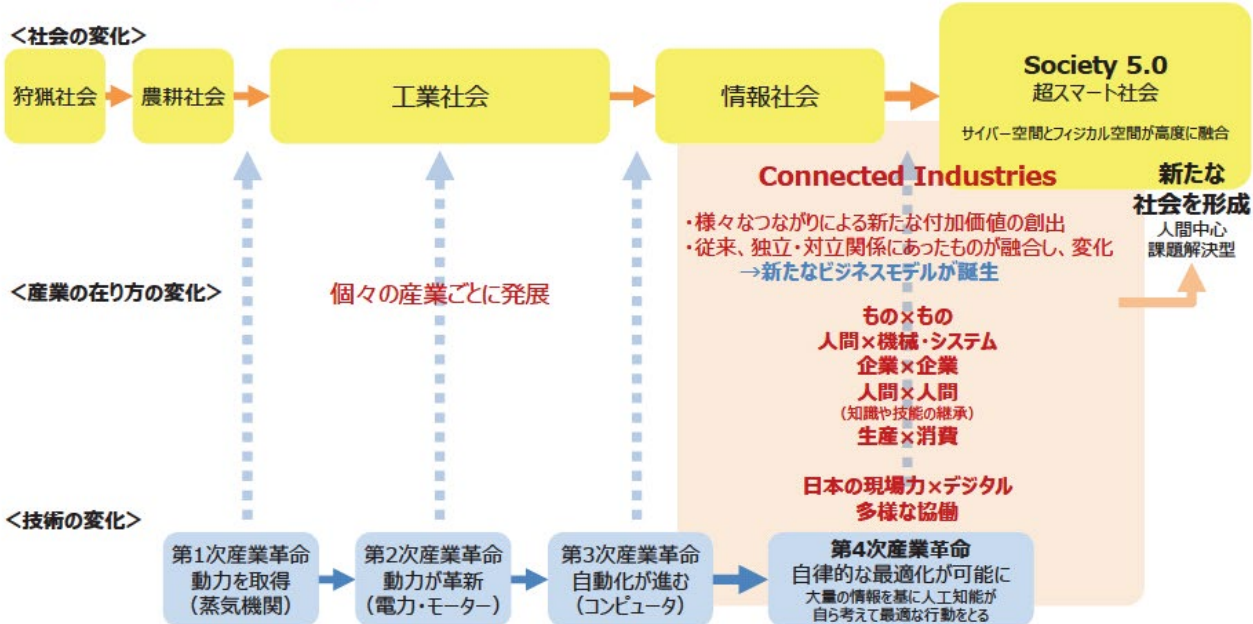 <社会の変化>
狩猟社会
農耕社会
工業社会
情報社会
Society 5.0
超スマート社会
サイバー空間とフィジカル空間が高度に融合
Connected Industries
・様々なつながりによる新たな付加価値の創出
・従来、独立・対立関係にあったものが融合し、変化
→新たなビジネスモデルが誕生
新たな
社会を形成
人間中心
課題解決型
<産業の在り方の変化>
個々の産業ごとに発展
もの×もの
人間×機械・システム
企業×企業
人間×人間
(知識や技能の継承)
生産×消費
日本の現場力×デジタル
多様な協働
<技術の変化>
第1次産業革命
動力を取得
(蒸気機関)
第2次産業革命
動力が革新
(電力・モーター)
第3次産業革命
自動化が進む
(コンピュータ)
第4次産業革命
自律的な最適化が可能に
大量の情報を基に人工知能が
自ら考えて最適な行動をとる